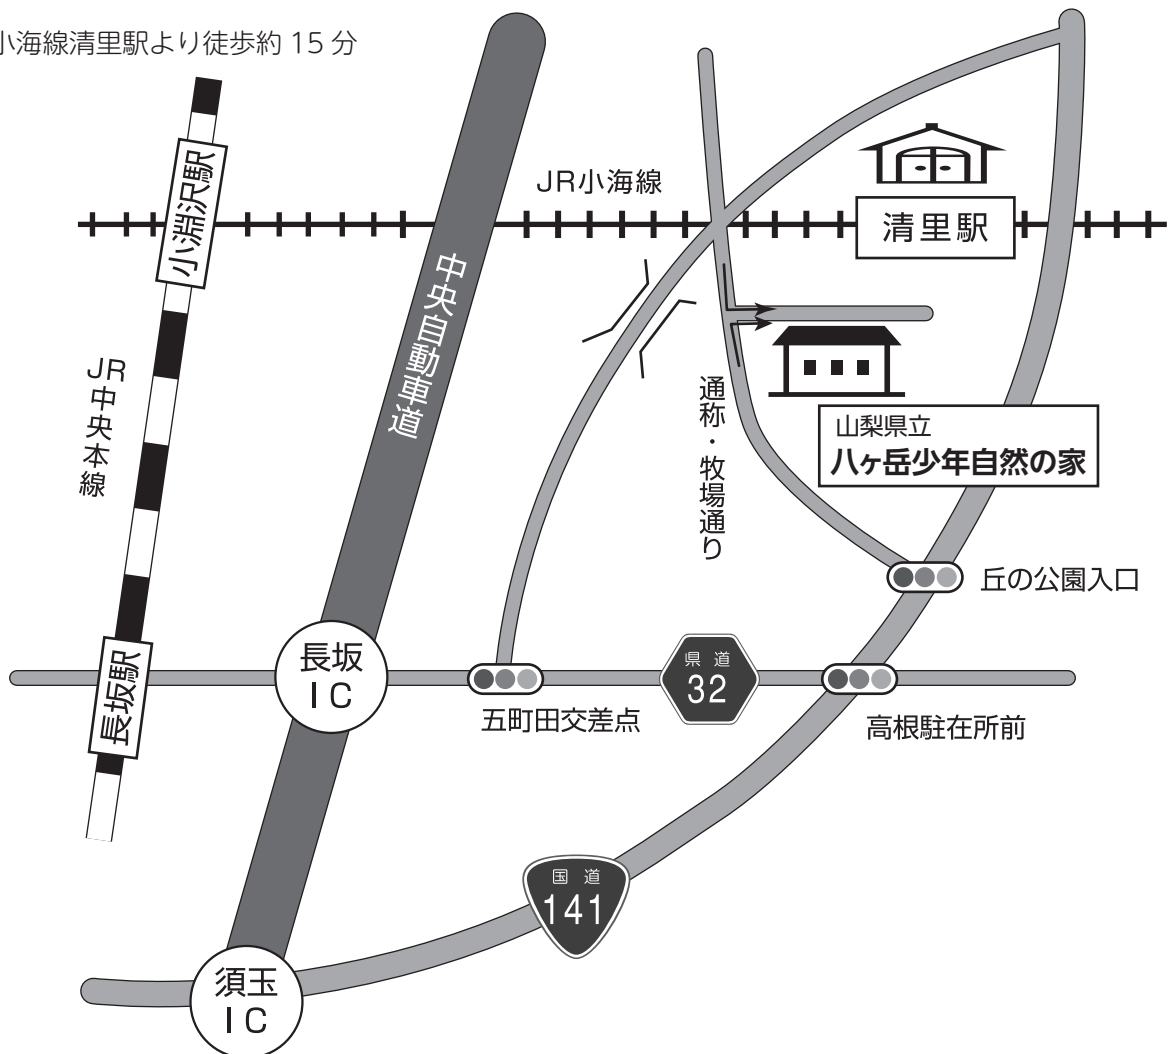 小海線清里駅より徒歩約 15 分
小淵沢駅
JR小海線
清里駅
中央自動車道
JR中央本線
通称・牧場通り
山梨県立
八ヶ岳少年自然の家
丘の公園入口
長坂駅
長坂
IC
県道
32
五町田交差点
高根駐在所前
国道
141
須玉
IC